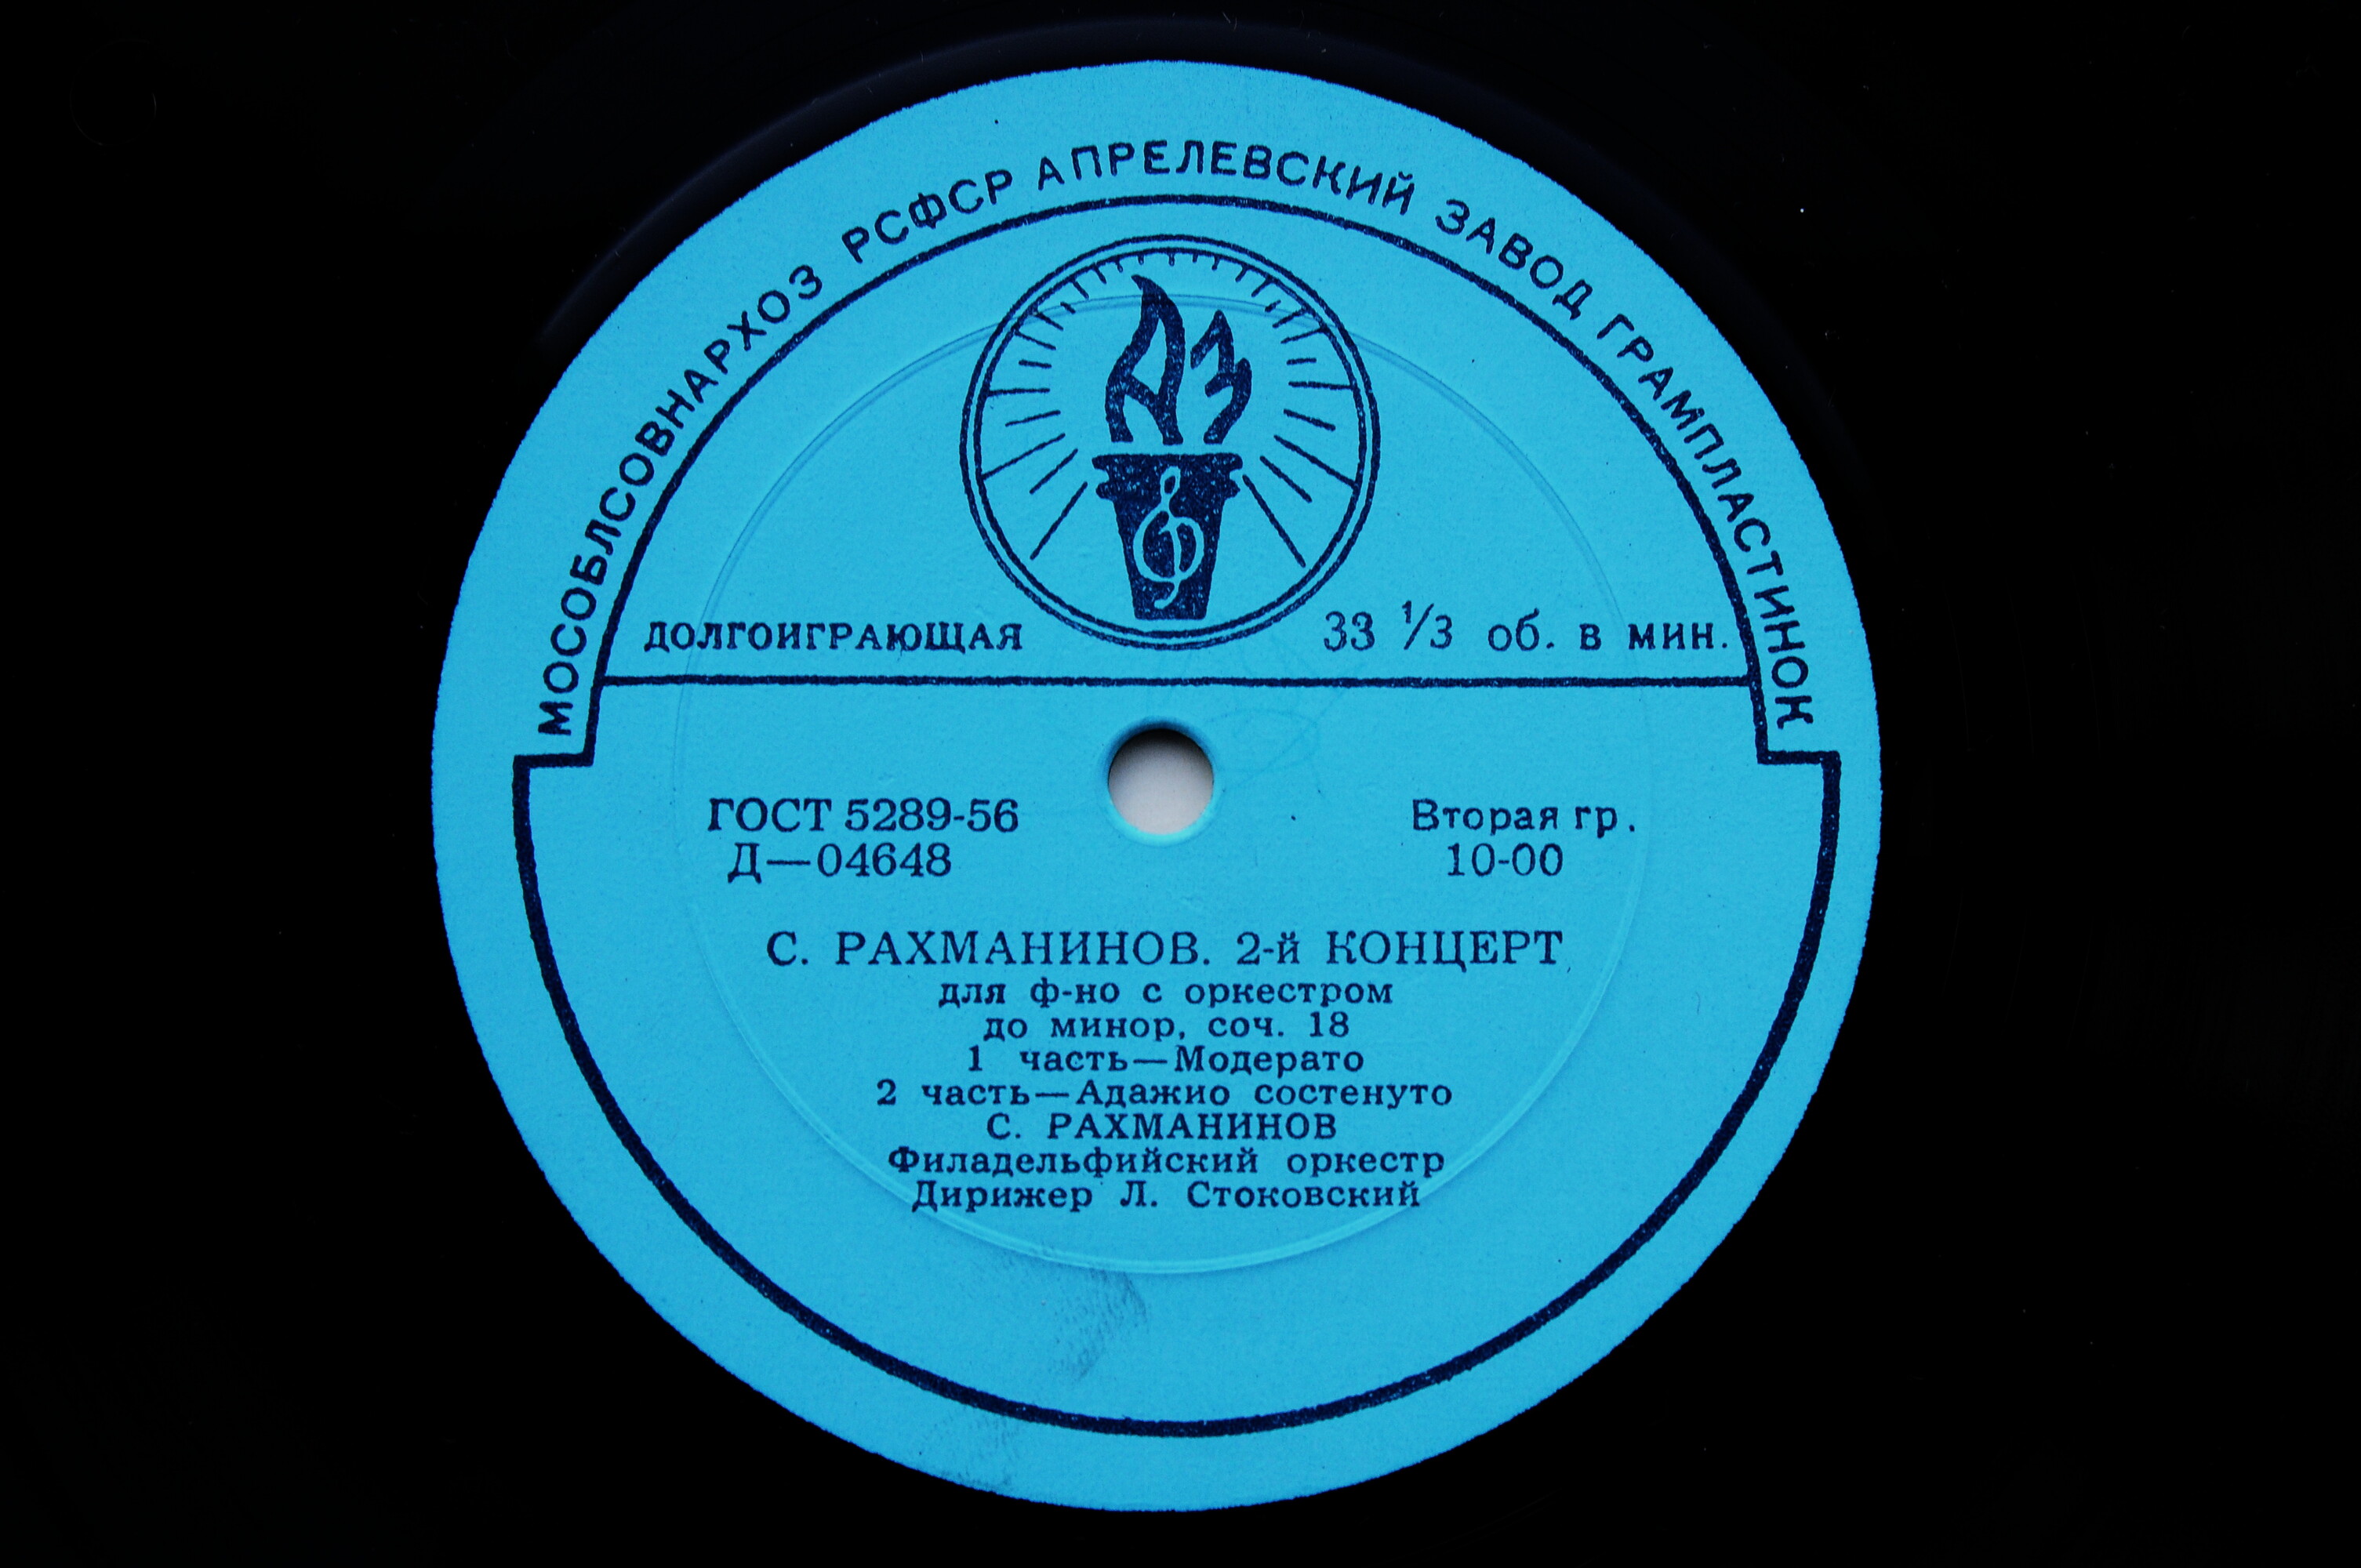 МОСОБЛСОВНАРХОЗ РСФСР АПРЕЛЕВСКИЙ ЗАВОД ГРАМПЛАСТИНОК
АЗ
ДОЛГОИГРАЮЩАЯ 33 1/3 об. в мин.
ГОСТ 5289-56 Вторая гр.
Д—04648 10-00
С. РАХМАНИНОВ. 2-й КОНЦЕРТ
для ф-но с оркестром
до минор, соч. 18
1 часть—Модерато
2 часть—Адажио состенуто
С. РАХМАНИНОВ
Филадельфийский оркестр
Дирижер Л. Стоковский